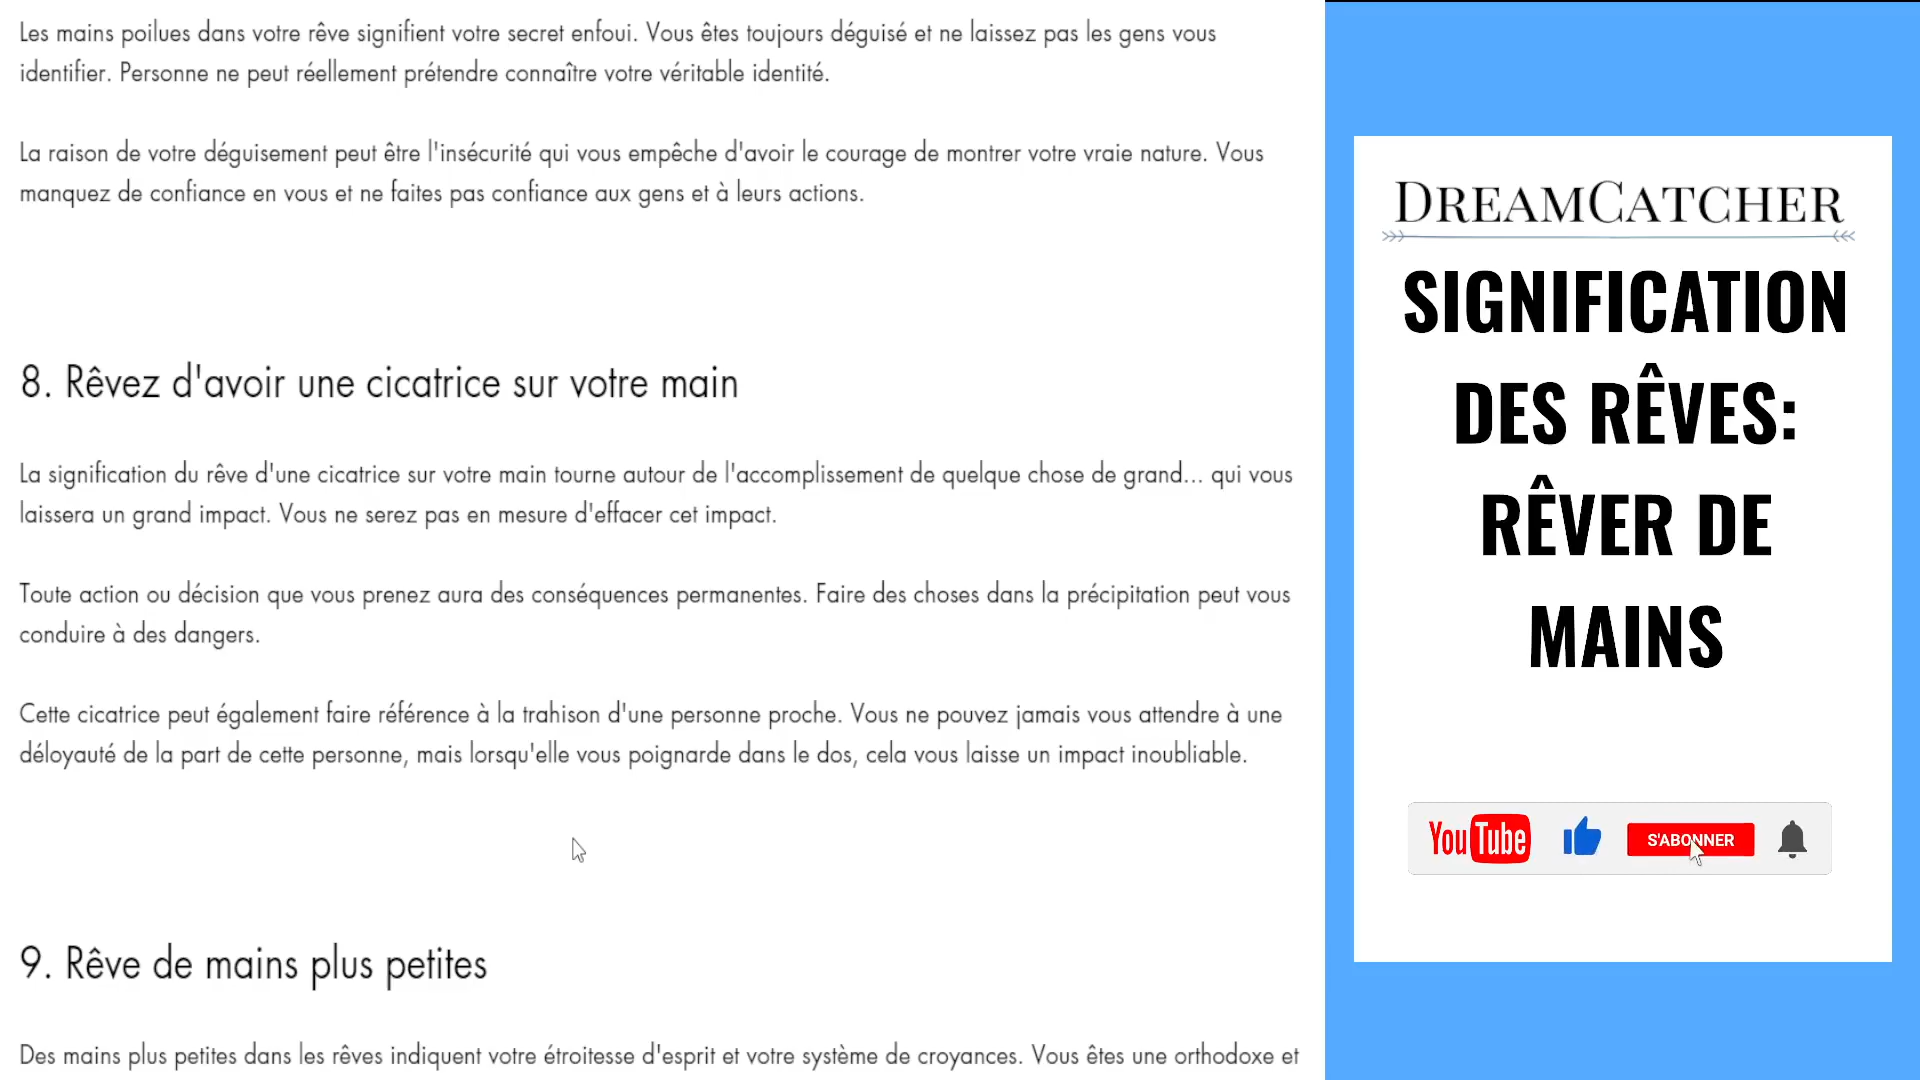 Les mains poilues dans votre rêve signifient votre secret enfoui. Vous êtes toujours déguisé et ne laissez pas les gens vous
identifier. Personne ne peut réellement prétendre connaître votre véritable identité.
La raison de votre déguisement peut être l'insécurité qui vous empêche d'avoir le courage de montrer votre vraie nature. Vous
manquez de confiance en vous et ne faites pas confiance aux gens et à leurs actions.
8. Rêvez d'avoir une cicatrice sur votre main
La signification du rêve d'une cicatrice sur votre main tourne autour de l'accomplissement de quelque chose de grand... qui vous
laissera un grand impact. Vous ne serez pas en mesure d'effacer cet impact.
Toute action ou décision que vous prenez aura des conséquences permanentes. Faire des choses dans la précipitation peut vous
conduire à des dangers.
Cette cicatrice peut également faire référence à la trahison d'une personne proche. Vous ne pouvez jamais vous attendre à une
déloyauté de la part de cette personne, mais lorsqu'elle vous poignarde dans le dos, cela vous laisse un impact inoubliable.
9. Rêve de mains plus petites
Des mains plus petites dans les rêves indiquent votre étroitesse d'esprit et votre système de croyances. Vous êtes une orthodoxe et
DREAMCATCHER
SIGNIFICATION
DES RÊVES:
RÊVER DE
MAINS
YouTube
S'ABONNER